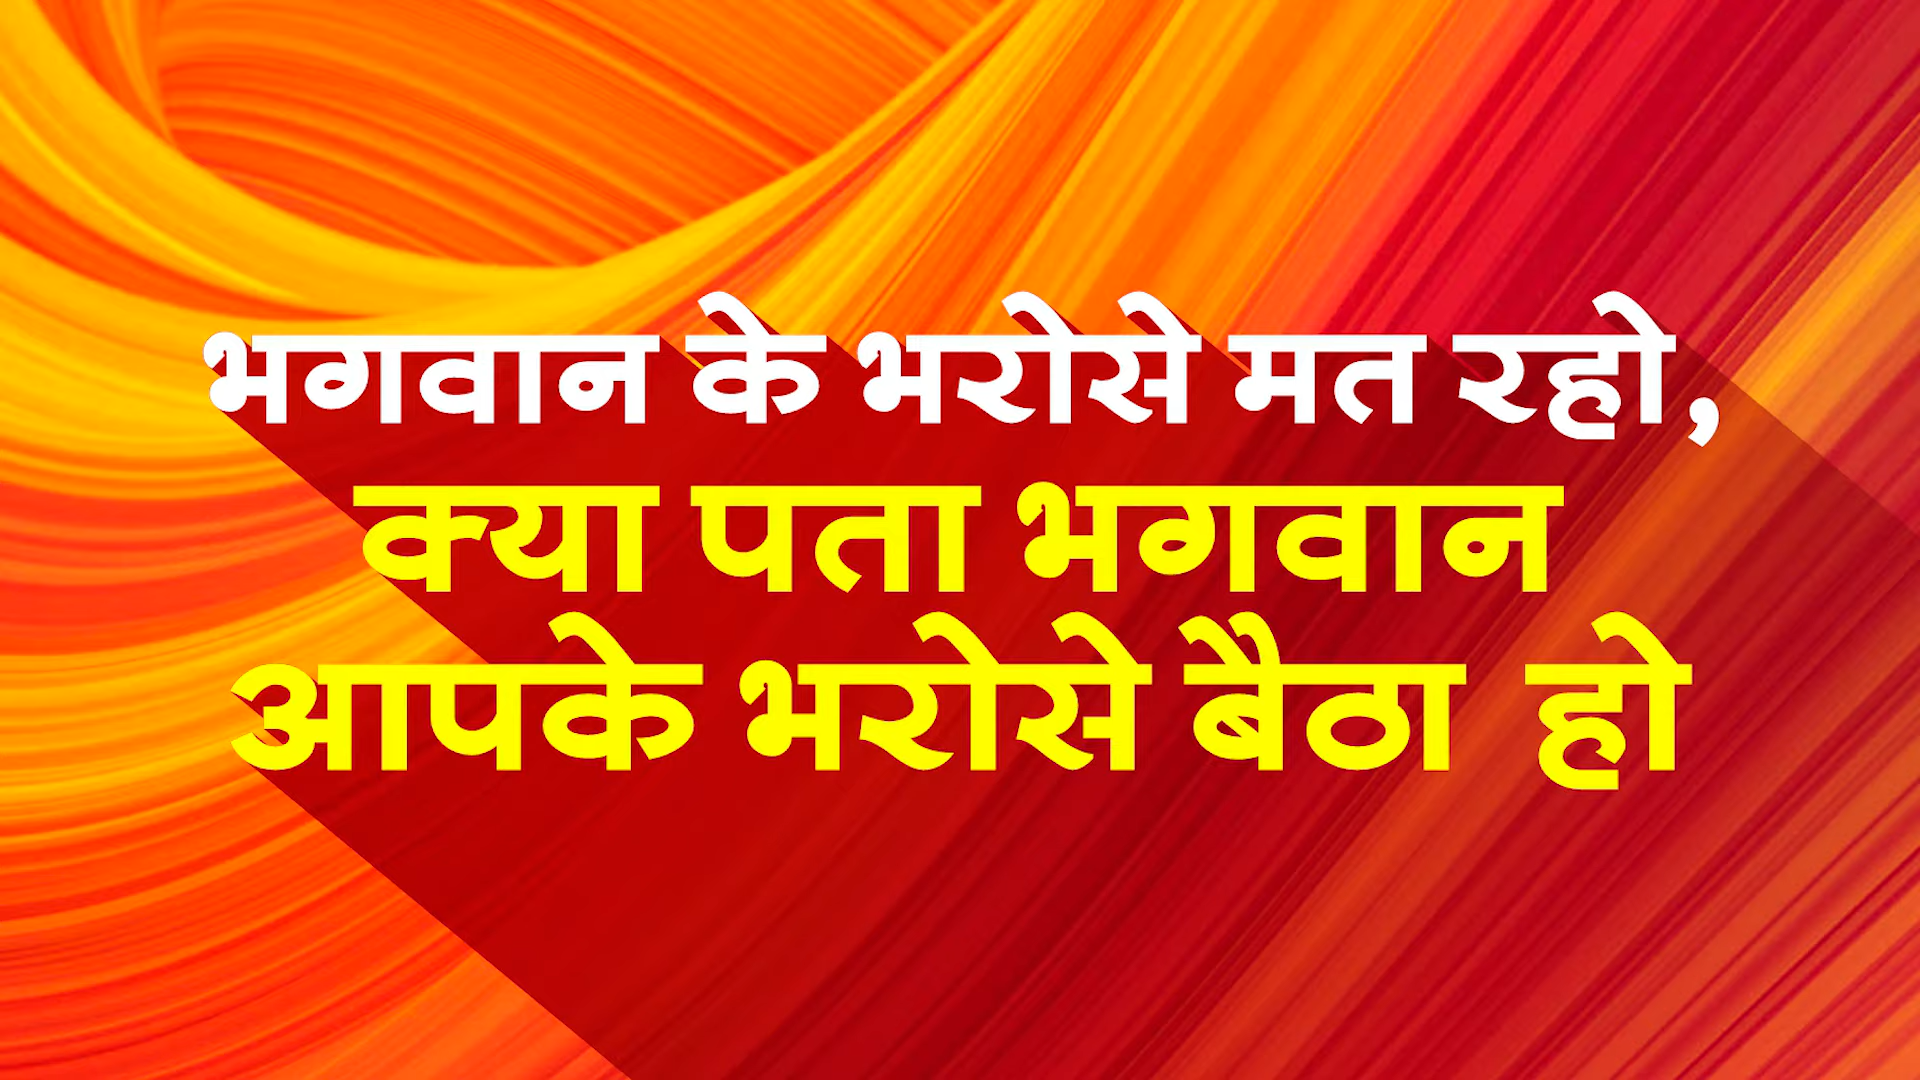 भगवान के भरोसे मत रहो,
क्या पता भगवान
आपके भरोसे बैठा हो